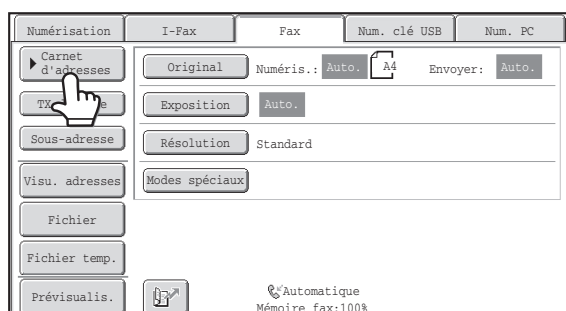 Numérisation I-Fax Fax Num. clé USB Num. PC
Carnet
d'adresses
Original Numéris.: Auto. A4 Envoyer: Auto.
TX
Exposition Auto.
Sous-adresse Résolution Standard
Visu. adresses Modes spéciaux
Fichier
Fichier temp.
Prévisualis. Automatique
Mémoire fax:100%